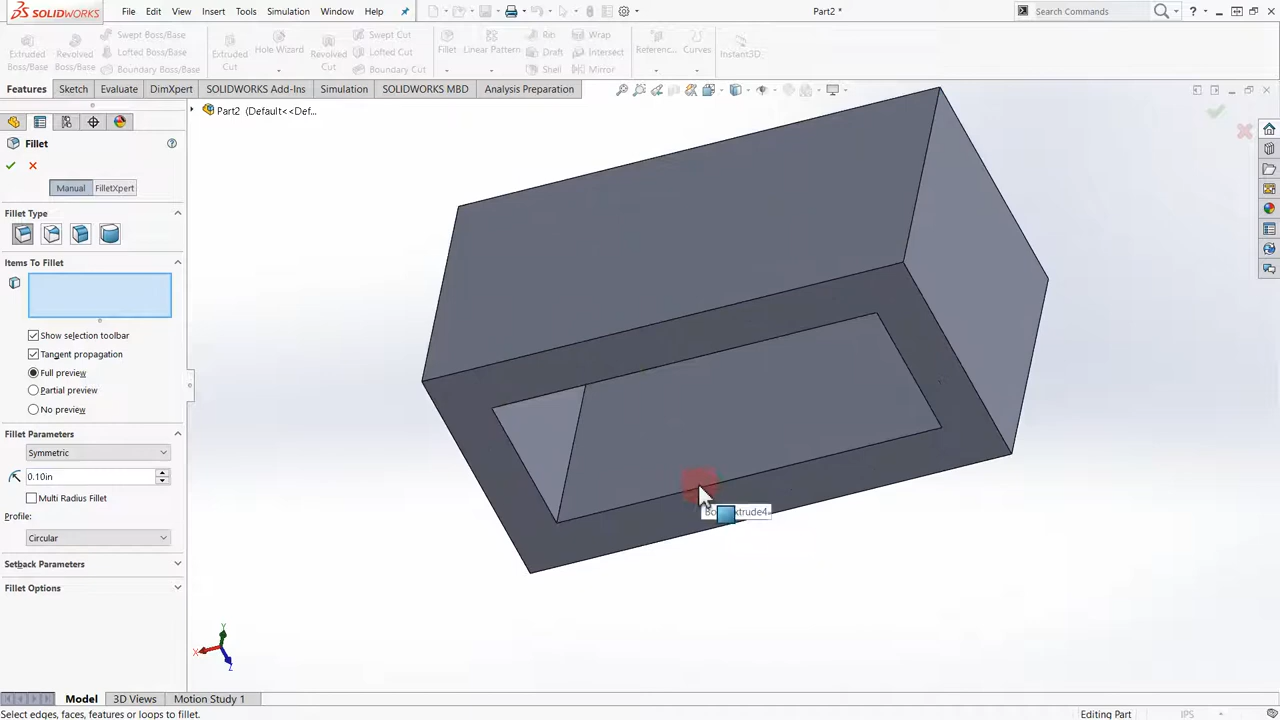 SOLIDWORKS
File Edit View Insert Tools Simulation Window Help
Part2 *
Search Commands
Extruded Boss/Base
Revolved Boss/Base
Swept Boss/Base
Lofted Boss/Base
Boundary Boss/Base
Extruded Cut
Hole Wizard
Revolved Cut
Swept Cut
Lofted Cut
Boundary Cut
Fillet
Linear Pattern
Rib
Draft
Shell
Wrap
Intersect
Mirror
Referenc...
Curves
Instant3D
Features Sketch Evaluate DimXpert SOLIDWORKS Add-Ins Simulation SOLIDWORKS MBD Analysis Preparation
Part2 (Default<<Def...
Fillet
Manual FilletXpert
Fillet Type
Items To Fillet
Show selection toolbar
Tangent propagation
Full preview
Partial preview
No preview
Fillet Parameters
Symmetric
0.10in
Multi Radius Fillet
Profile:
Circular
Setback Parameters
Fillet Options
Y
X
Z
Model 3D Views Motion Study 1
Select edges, faces, features or loops to fillet.
Editing Part
IPS